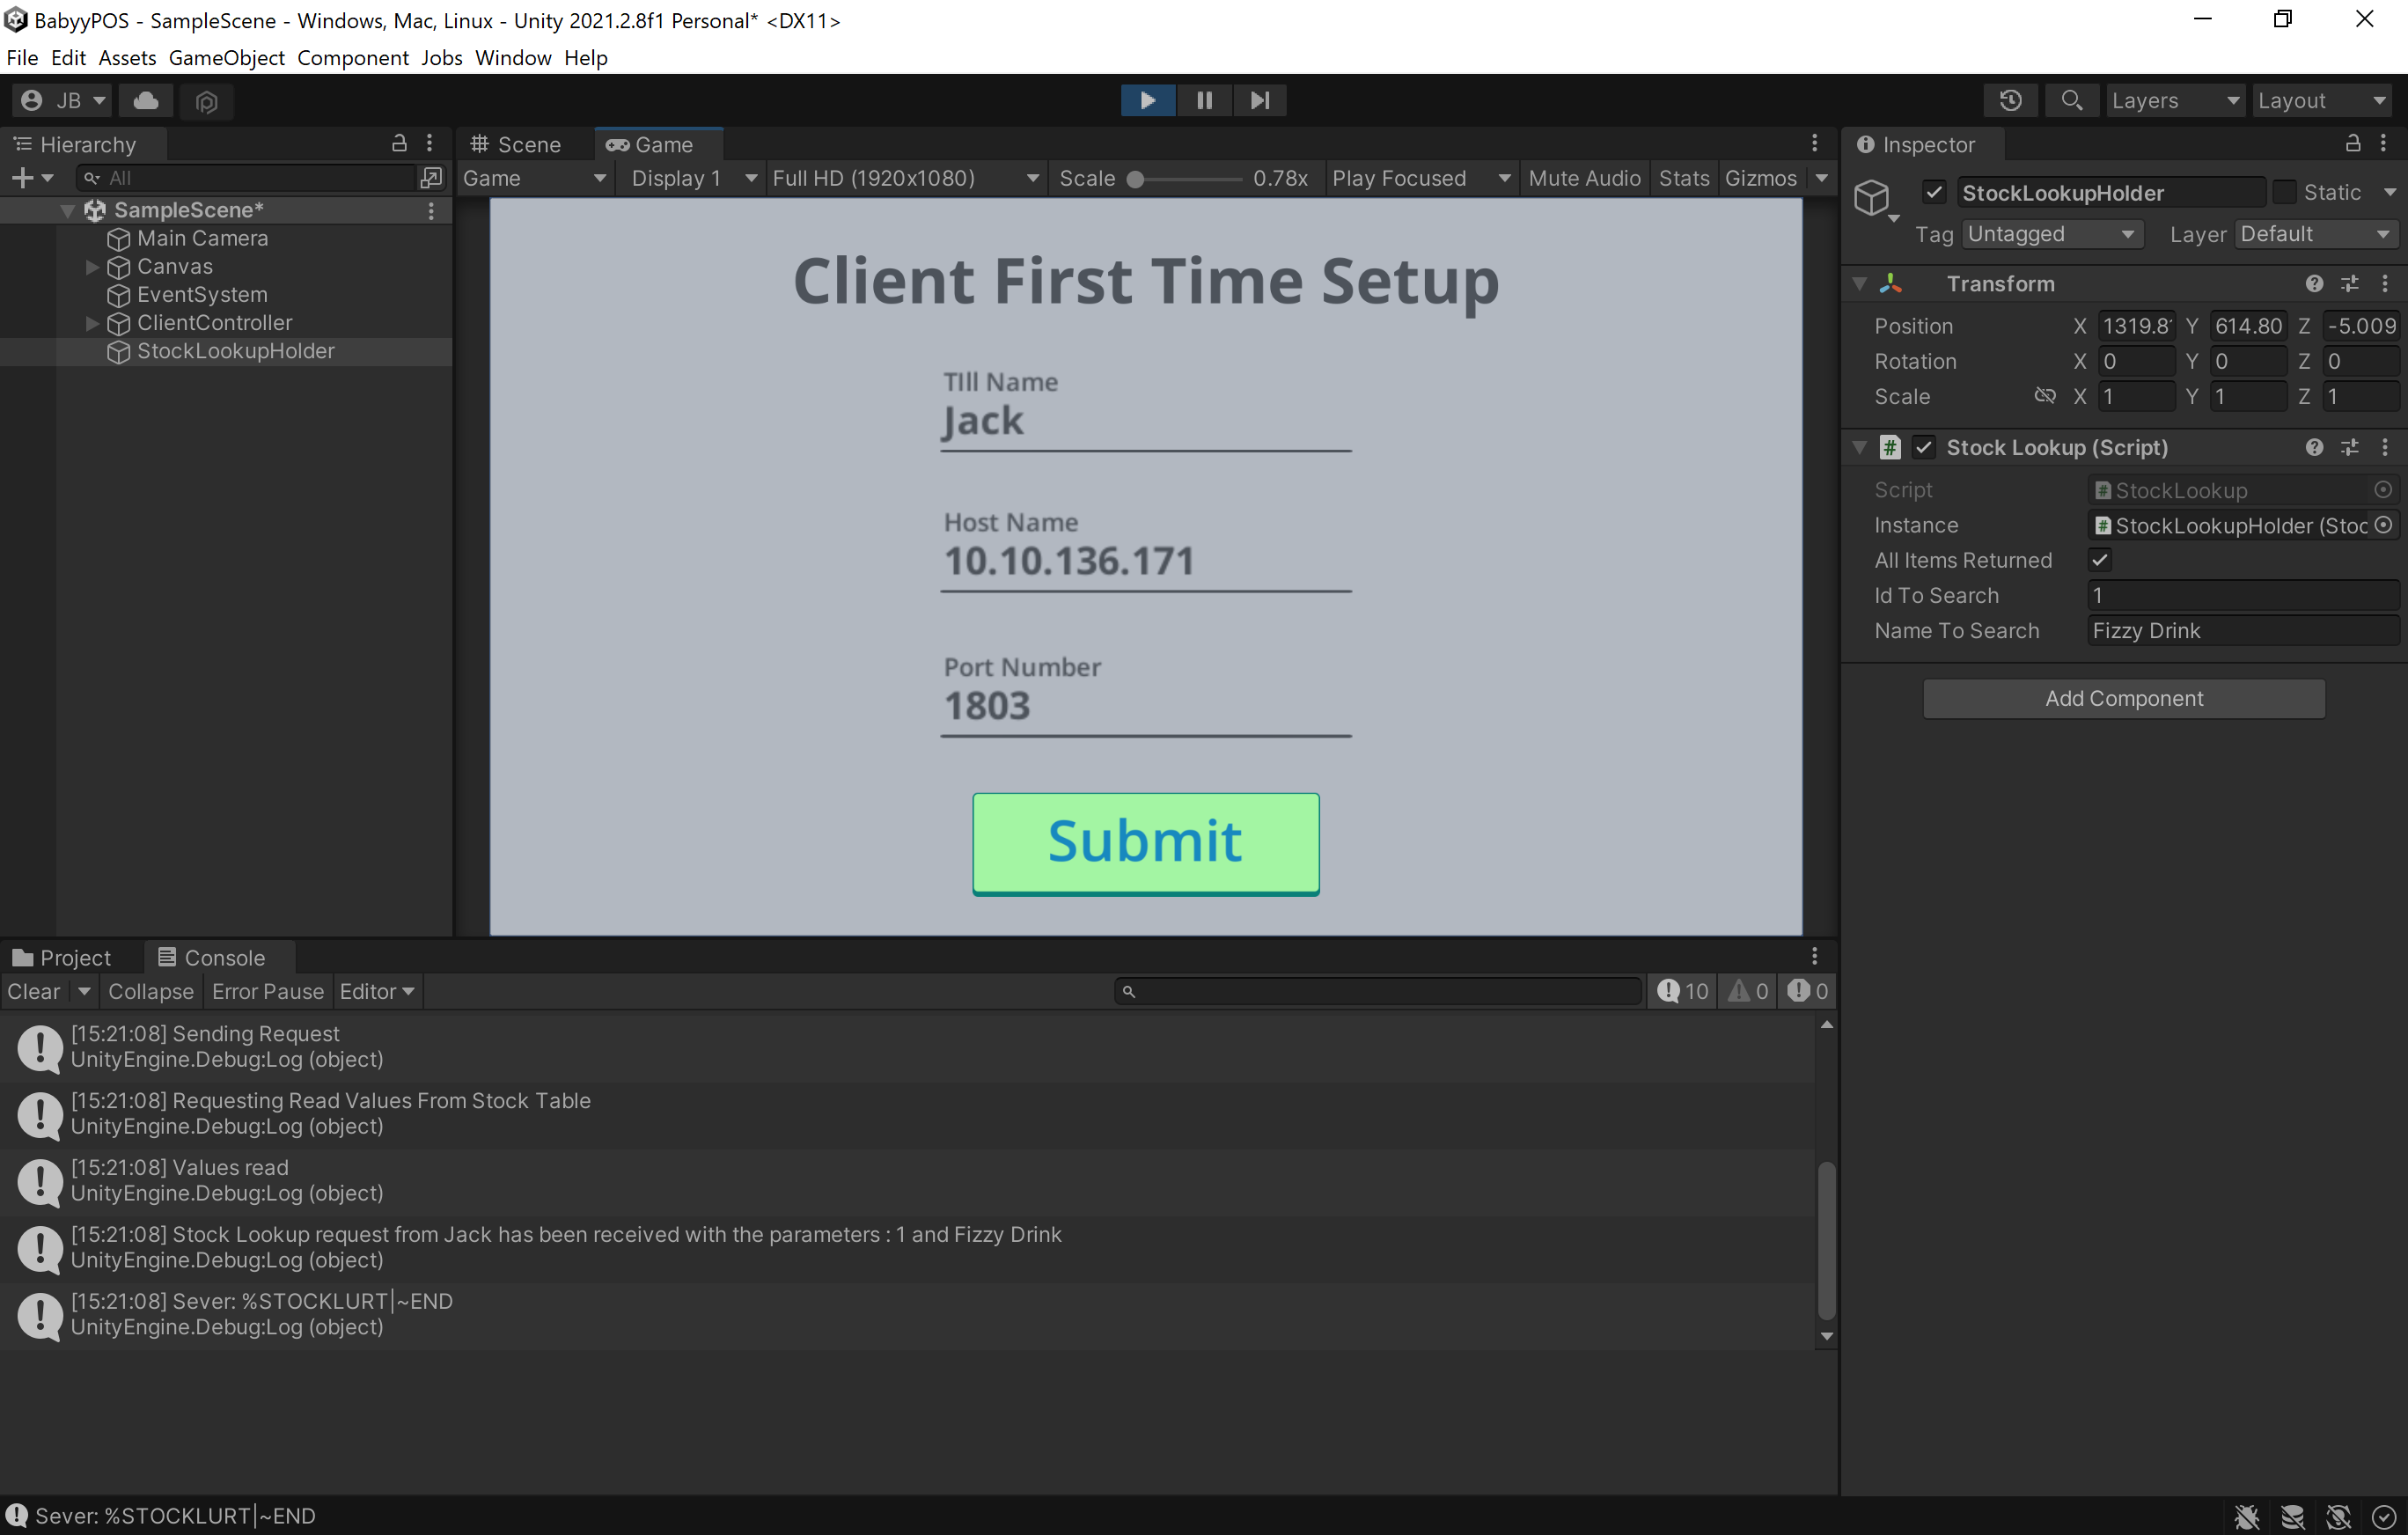 BabyyPOS - SampleScene - Windows, Mac, Linux - Unity 2021.2.8f1 Personal* <DX11>
File Edit Assets GameObject Component Jobs Window Help
JB
Layers Layout
Hierarchy
All
SampleScene*
Main Camera
Canvas
EventSystem
ClientController
StockLookupHolder
Scene Game
Game Display 1 Full HD (1920x1080) Scale 0.78x Play Focused Mute Audio Stats Gizmos
Client First Time Setup
TIll Name
Jack
Host Name
10.10.136.171
Port Number
1803
Submit
Inspector
StockLookupHolder Static
Tag Untagged Layer Default
Transform
Position X 1319.81 Y 614.80 Z -5.009
Rotation X 0 Y 0 Z 0
Scale X 1 Y 1 Z 1
# Stock Lookup (Script)
Script # StockLookup
Instance # StockLookupHolder (Stoc
All Items Returned
Id To Search 1
Name To Search Fizzy Drink
Add Component
Project Console
Clear Collapse Error Pause Editor 10 0 0
[15:21:08] Sending Request
UnityEngine.Debug:Log (object)
[15:21:08] Requesting Read Values From Stock Table
UnityEngine.Debug:Log (object)
[15:21:08] Values read
UnityEngine.Debug:Log (object)
[15:21:08] Stock Lookup request from Jack has been received with the parameters : 1 and Fizzy Drink
UnityEngine.Debug:Log (object)
[15:21:08] Sever: %STOCKLURT|~END
UnityEngine.Debug:Log (object)
Sever: %STOCKLURT|~END